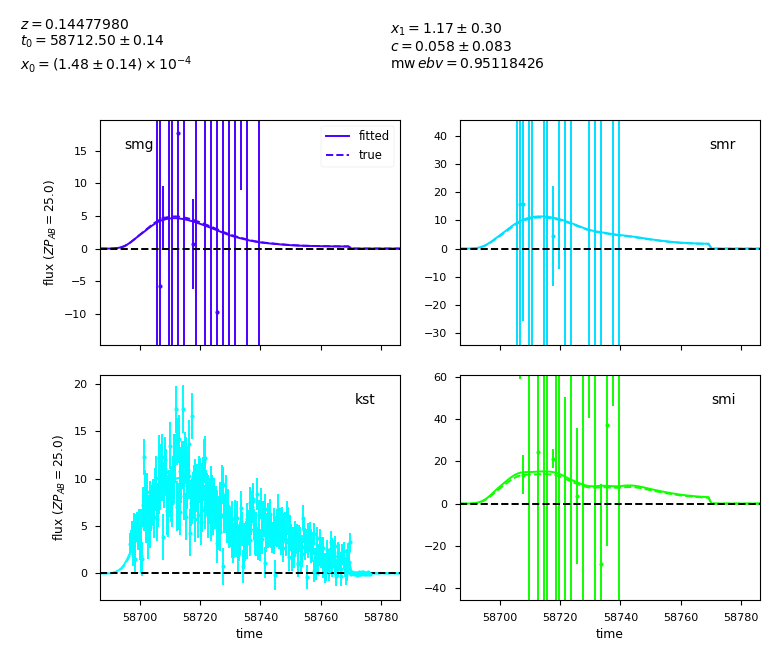 z = 0.14477980
t₀ = 58712.50 ± 0.14
x₀ = (1.48 ± 0.14) × 10⁻⁴
x₁ = 1.17 ± 0.30
c = 0.058 ± 0.083
mw ebv = 0.95118426
smg
fitted
true
15
10
5
0
−5
−10
flux (ZP_AB = 25.0)
smr
40
30
20
10
0
−10
−20
−30
kst
20
15
10
5
0
flux (ZP_AB = 25.0)
58700 58720 58740 58760 58780
time
smi
60
40
20
0
−20
−40
58700 58720 58740 58760 58780
time